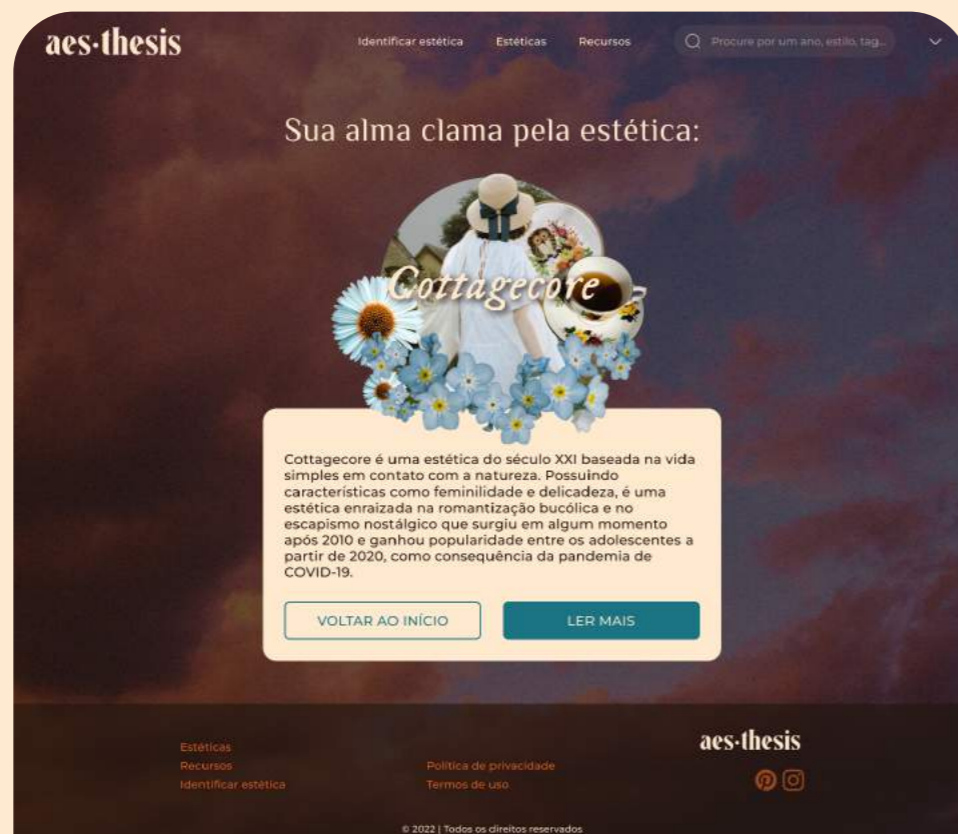 aes·thesis
Identificar estética
Estéticas
Recursos
Procure por um ano, estilo, tag...
Sua alma clama pela estética:
Cottagecore
Cottagecore é uma estética do século XXI baseada na vida
simples em contato com a natureza. Possuindo
características como feminilidade e delicadeza, é uma
estética enraizada na romantização bucólica e no
escapismo nostálgico que surgiu em algum momento
após 2010 e ganhou popularidade entre os adolescentes a
partir de 2020, como consequência da pandemia de
COVID-19.
VOLTAR AO INÍCIO
LER MAIS
Estéticas
Recursos
Identificar estética
Política de privacidade
Termos de uso
aes·thesis
© 2022 | Todos os direitos reservados